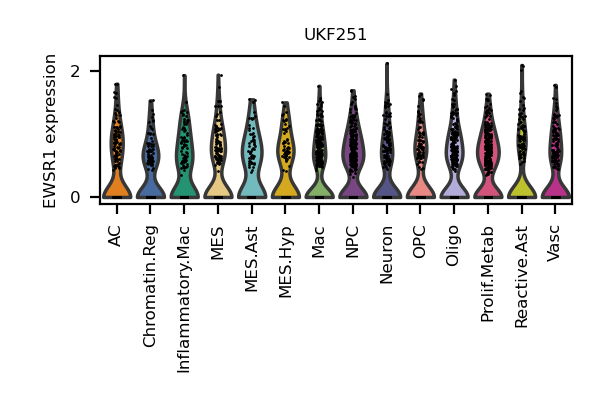 UKF251
EWSR1 expression
2
0
AC
Chromatin.Reg
Inflammatory.Mac
MES
MES.Ast
MES.Hyp
Mac
NPC
Neuron
OPC
Oligo
Prolif.Metab
Reactive.Ast
Vasc